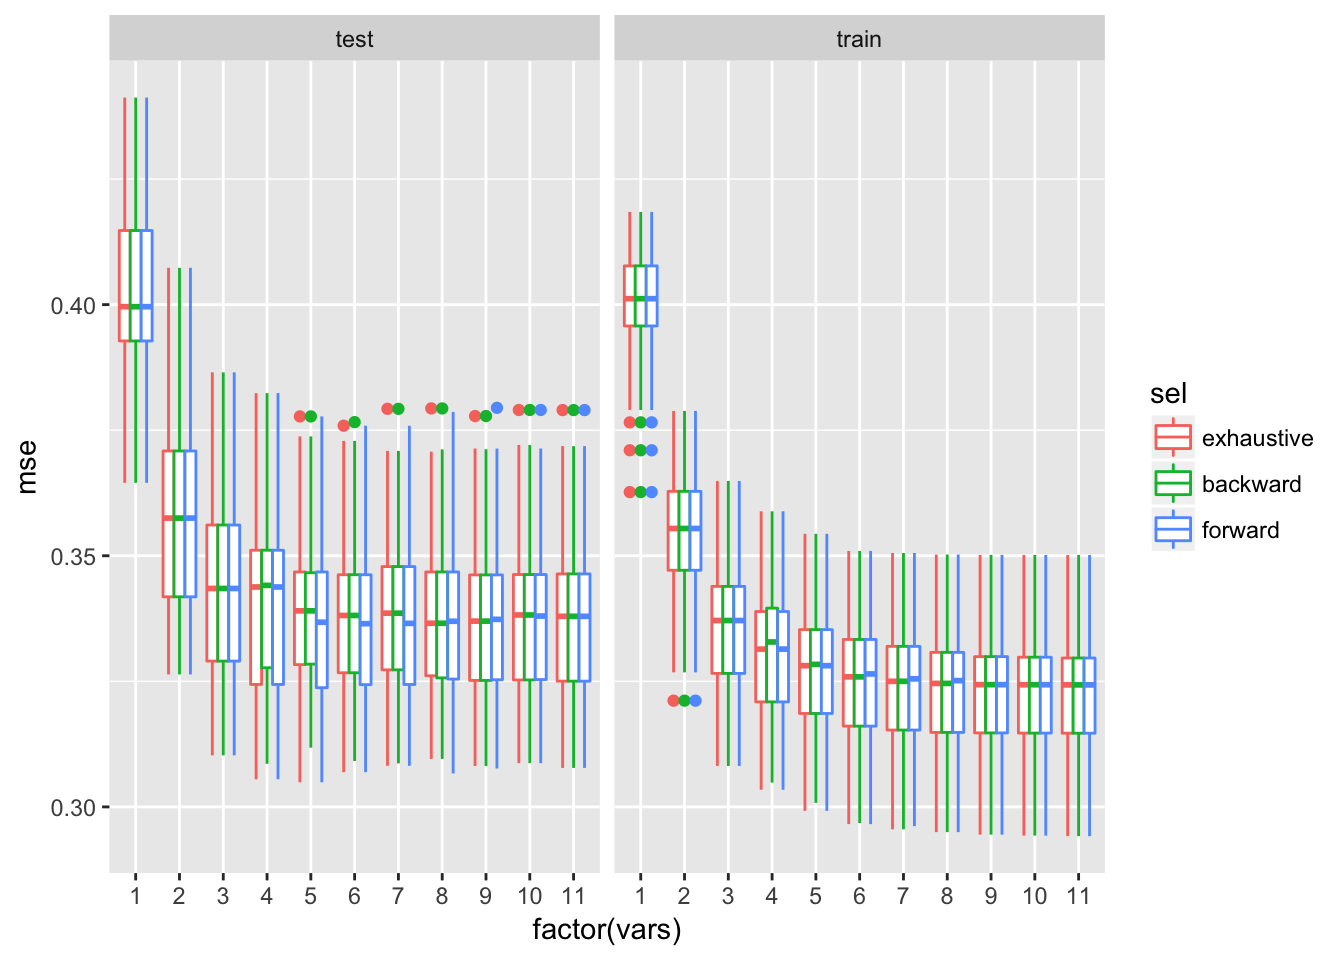 test train
mse
0.40
0.35
0.30
1 2 3 4 5 6 7 8 9 10 11 1 2 3 4 5 6 7 8 9 10 11
factor(vars)
sel
exhaustive
backward
forward